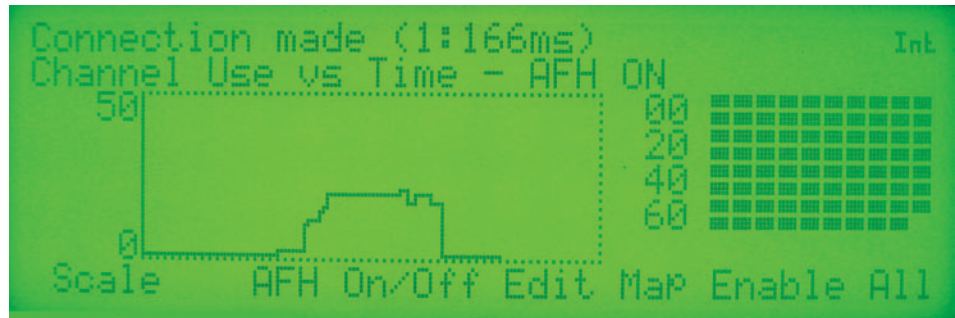 Connection made (1:166ms)
Int
Channel Use vs Time - AFH ON
50
0
00
20
40
60
Scale AFH On/Off Edit Map Enable All